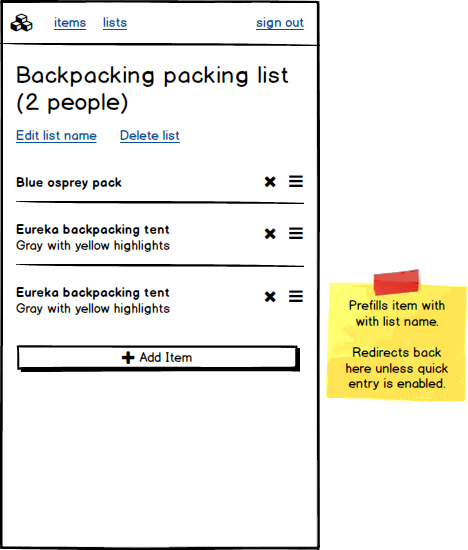 items lists sign out
Backpacking packing list
(2 people)
Edit list name Delete list
Blue osprey pack
Eureka backpacking tent
Gray with yellow highlights
Eureka backpacking tent
Gray with yellow highlights
Add Item
Prefills item with
with list name.
Redirects back
here unless quick
entry is enabled.